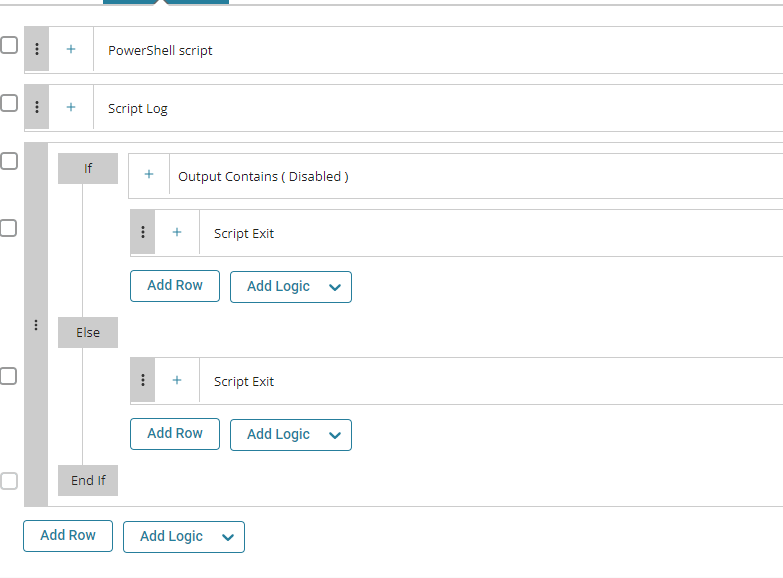 PowerShell script
Script Log
If
Output Contains ( Disabled )
Script Exit
Add Row
Add Logic
Else
Script Exit
Add Row
Add Logic
End If
Add Row
Add Logic